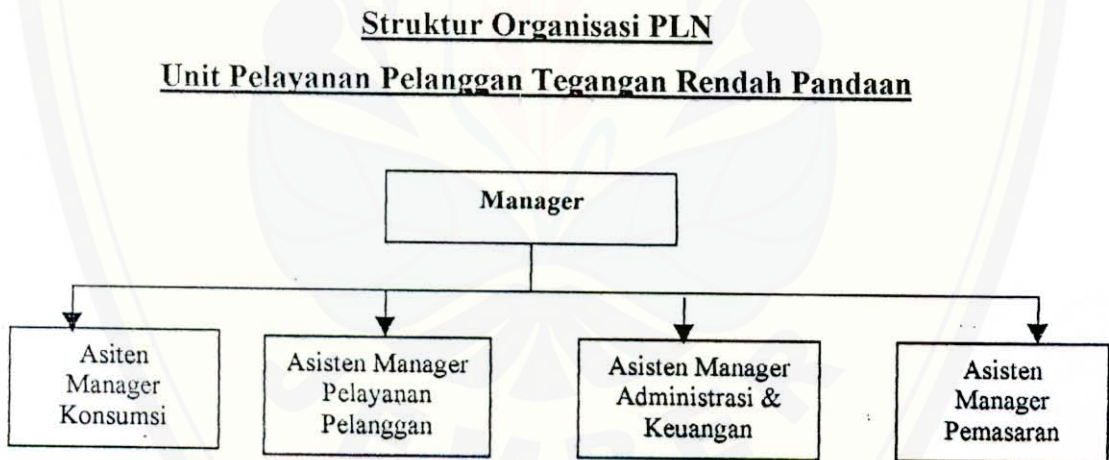 Struktur Organisasi PLN
Unit Pelayanan Pelanggan Tegangan Rendah Pandaan
Manager
Asiten
Manager
Konsumsi
Asisten Manager
Pelayanan
Pelanggan
Asisten Manager
Administrasi &
Keuangan
Asisten
Manager
Pemasaran